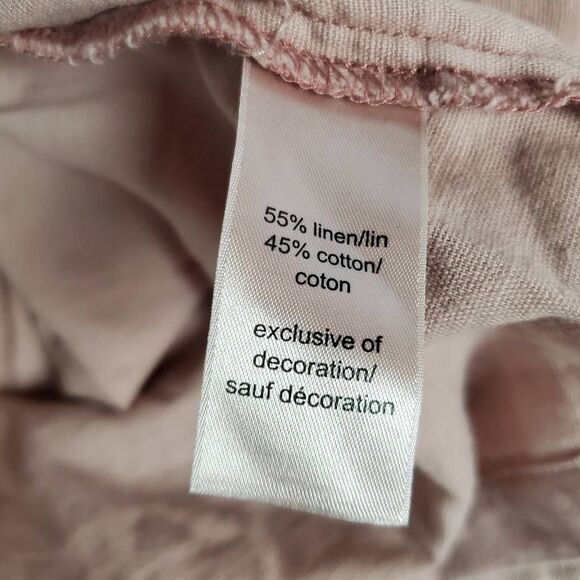 55% linen/lin
45% cotton/
coton
exclusive of
decoration/
sauf décoration